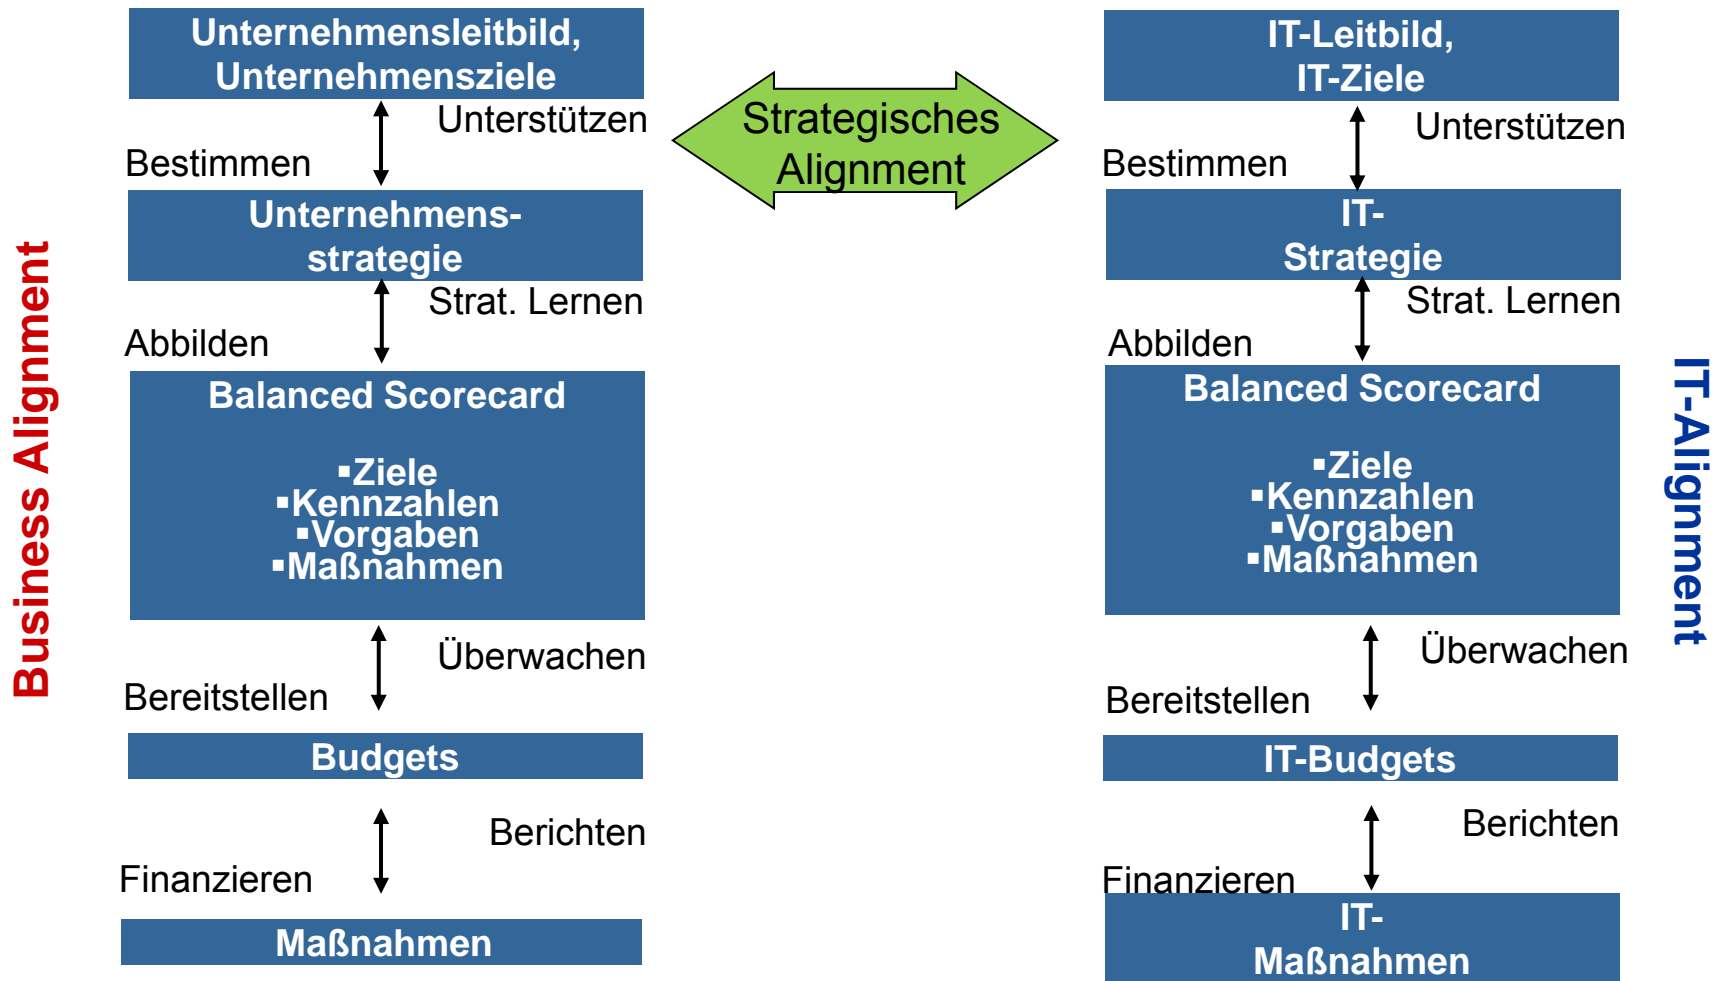 Business Alignment
Unternehmensleitbild,
Unternehmensziele
Unterstützen
Bestimmen
Unternehmens-
strategie
Strat. Lernen
Abbilden
Balanced Scorecard
▪Ziele
▪Kennzahlen
▪Vorgaben
▪Maßnahmen
Überwachen
Bereitstellen
Budgets
Berichten
Finanzieren
Maßnahmen
Strategisches
Alignment
IT-Leitbild,
IT-Ziele
Unterstützen
Bestimmen
IT-
Strategie
Strat. Lernen
Abbilden
Balanced Scorecard
▪Ziele
▪Kennzahlen
▪Vorgaben
▪Maßnahmen
Überwachen
Bereitstellen
IT-Budgets
Berichten
Finanzieren
IT-
Maßnahmen
IT-Alignment